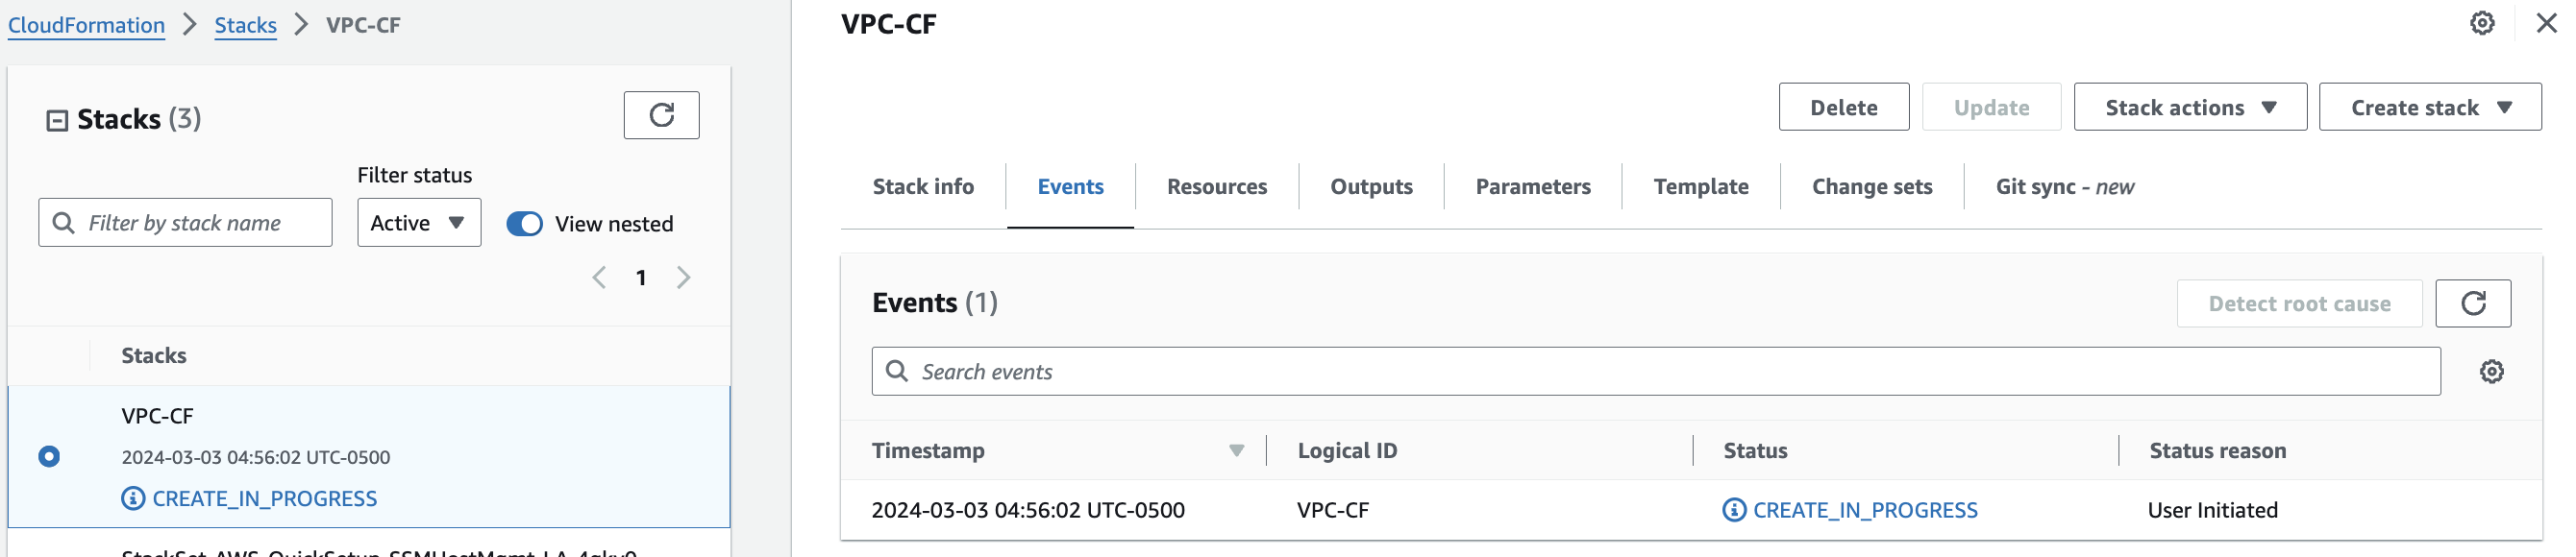 CloudFormation > Stacks > VPC-CF
Stacks (3)
Filter status
Filter by stack name
Active
View nested
1
Stacks
VPC-CF
2024-03-03 04:56:02 UTC-0500
CREATE_IN_PROGRESS
VPC-CF
Delete Update Stack actions Create stack
Stack info Events Resources Outputs Parameters Template Change sets Git sync - new
Events (1)
Detect root cause
Search events
Timestamp Logical ID Status Status reason
2024-03-03 04:56:02 UTC-0500 VPC-CF CREATE_IN_PROGRESS User Initiated